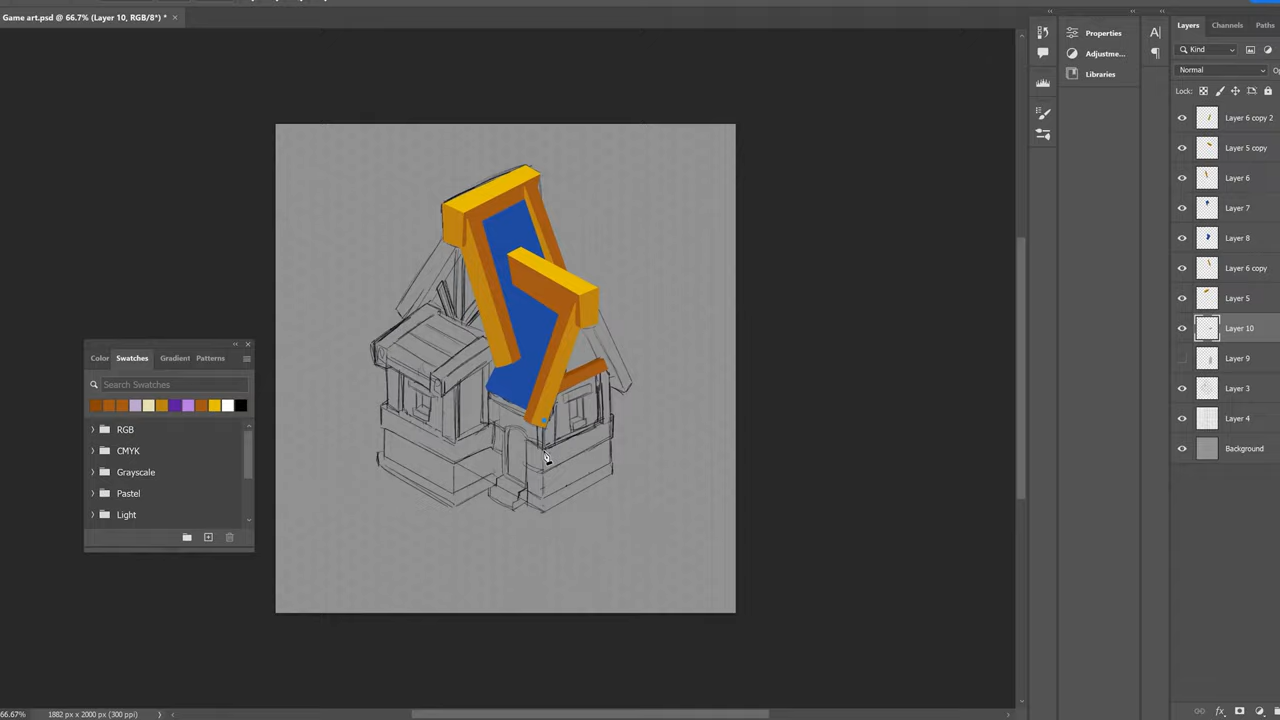 Game art.psd @ 66.7% (Layer 10, RGB/8*) *
Properties
Adjustme...
Libraries
Layers Channels Paths
Kind
Normal
Lock:
Layer 6 copy 2
Layer 5 copy
Layer 6
Layer 7
Layer 8
Layer 6 copy
Layer 5
Layer 10
Layer 9
Layer 3
Layer 4
Background
Color Swatches Gradient Patterns
Search Swatches
RGB
CMYK
Grayscale
Pastel
Light
66.67% 1882 px x 2000 px (300 ppi)